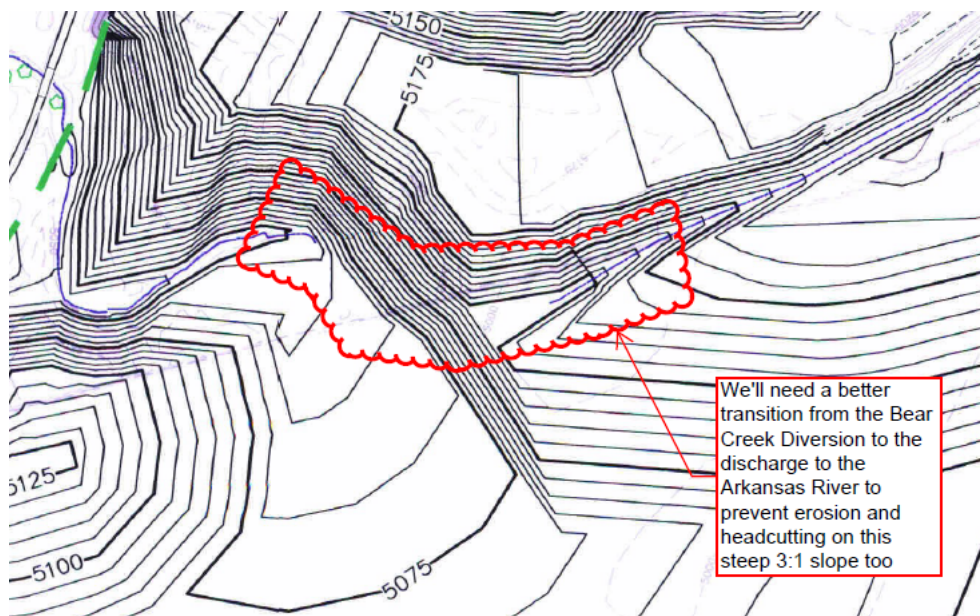 5150
5175
We'll need a better
transition from the Bear
Creek Diversion to the
discharge to the
Arkansas River to
prevent erosion and
headcutting on this
steep 3:1 slope too
5125
5100
5075